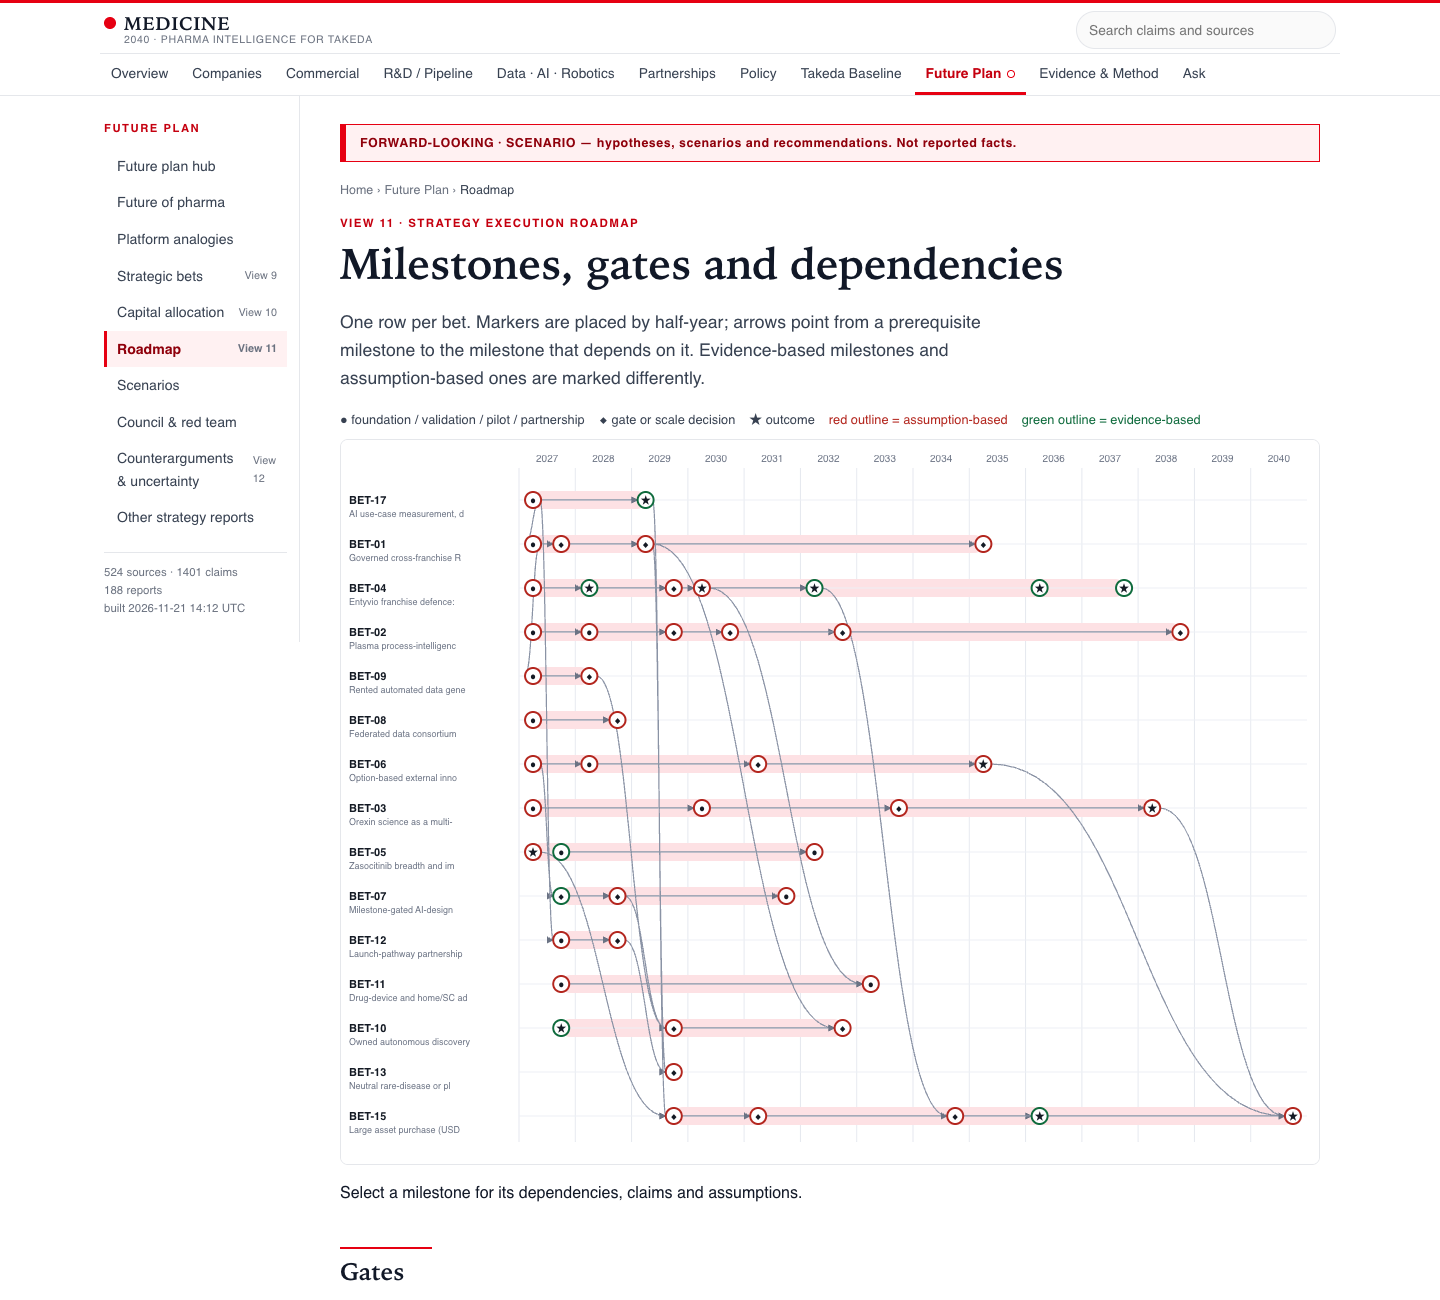 MEDICINE
2040 · PHARMA INTELLIGENCE FOR TAKEDA
Search claims and sources
Overview Companies Commercial R&D / Pipeline Data · AI · Robotics Partnerships Policy Takeda Baseline Future Plan Evidence & Method Ask
FUTURE PLAN
Future plan hub
Future of pharma
Platform analogies
Strategic bets View 9
Capital allocation View 10
Roadmap View 11
Scenarios
Council & red team
Counterarguments & uncertainty View 12
Other strategy reports
524 sources · 1401 claims
188 reports
built 2026-11-21 14:12 UTC
FORWARD-LOOKING · SCENARIO — hypotheses, scenarios and recommendations. Not reported facts.
Home › Future Plan › Roadmap
VIEW 11 · STRATEGY EXECUTION ROADMAP
Milestones, gates and dependencies
One row per bet. Markers are placed by half-year; arrows point from a prerequisite
milestone to the milestone that depends on it. Evidence-based milestones and
assumption-based ones are marked differently.
● foundation / validation / pilot / partnership ◆ gate or scale decision ★ outcome red outline = assumption-based green outline = evidence-based
2027 2028 2029 2030 2031 2032 2033 2034 2035 2036 2037 2038 2039 2040
BET-17
AI use-case measurement, d
BET-01
Governed cross-franchise R
BET-04
Entyvio franchise defence:
BET-02
Plasma process-intelligenc
BET-09
Rented automated data gene
BET-08
Federated data consortium
BET-06
Option-based external inno
BET-03
Orexin science as a multi-
BET-05
Zasocitinib breadth and im
BET-07
Milestone-gated AI-design
BET-12
Launch-pathway partnership
BET-11
Drug-device and home/SC ad
BET-10
Owned autonomous discovery
BET-13
Neutral rare-disease or pl
BET-15
Large asset purchase (USD
Select a milestone for its dependencies, claims and assumptions.
Gates